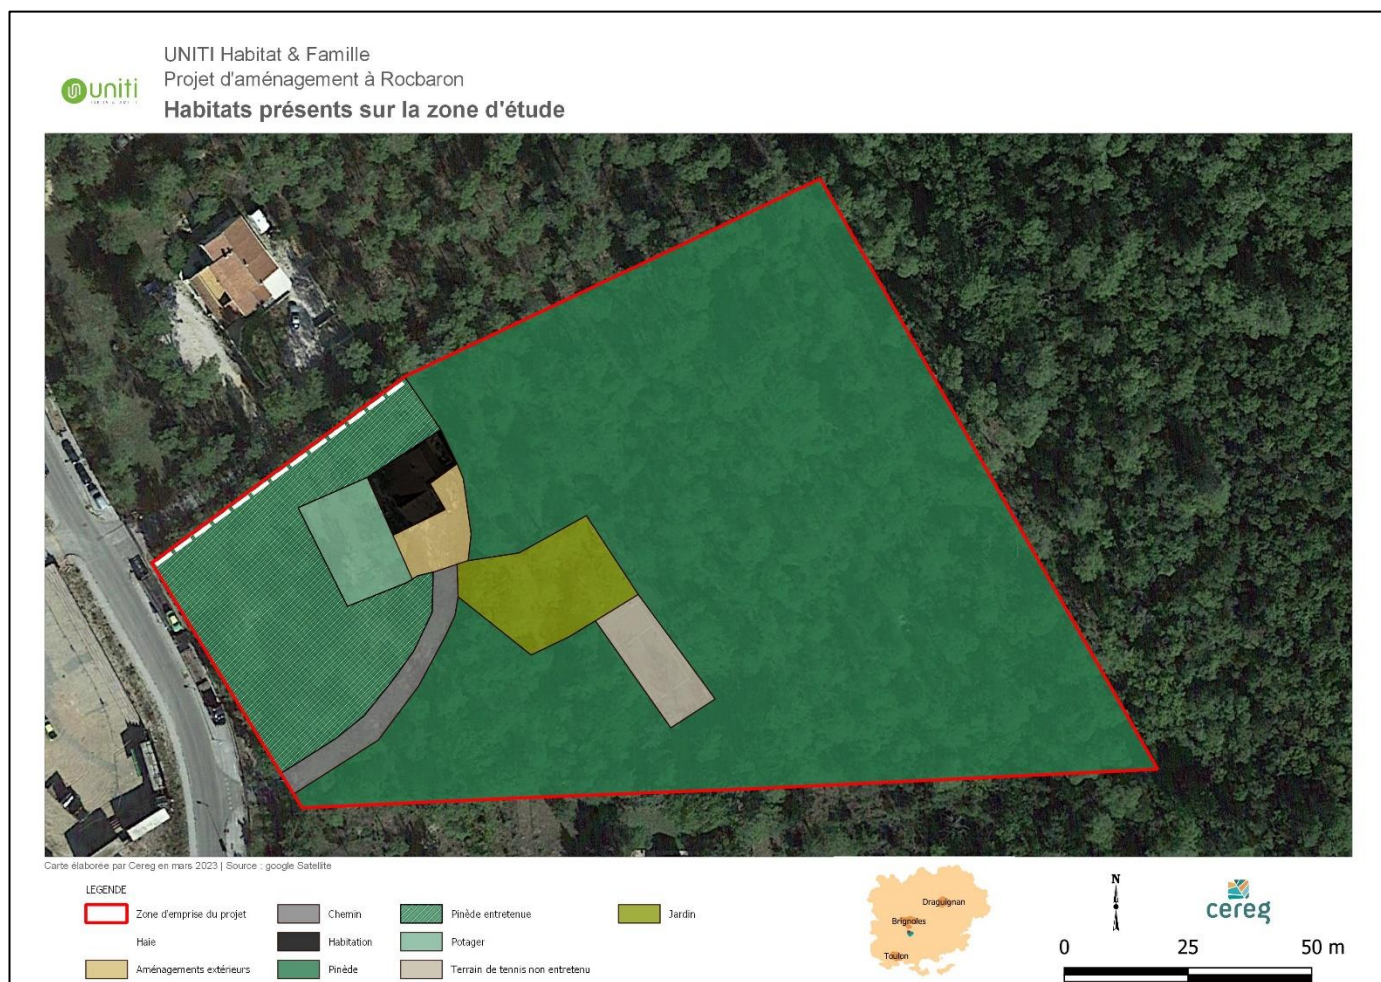 uniti
UNITI Habitat & Famille
Projet d'aménagement à Rocbaron
Habitats présents sur la zone d'étude
Carte élaborée par Cereg en mars 2023 | Source : google Satellite
LEGENDE
Zone d'emprise du projet
Haie
Aménagements extérieurs
Chemin
Habitation
Pinède
Pinède entretenue
Potager
Terrain de tennis non entretenu
Jardin
Draguignan
Brignoles
Toulon
N
cereg
0 25 50 m